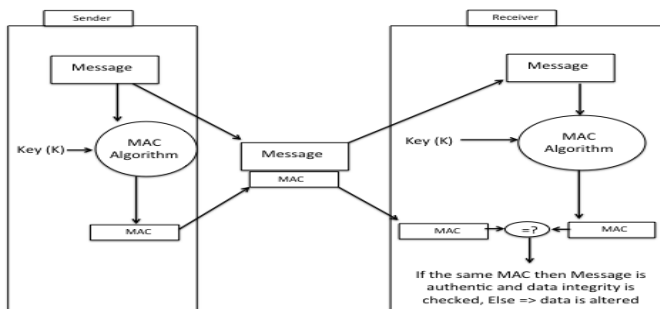 Sender
Receiver
Message
Message
Key (K)
MAC
Algorithm
Message
MAC
Key (K)
MAC
Algorithm
MAC
MAC
=?
MAC
If the same MAC then Message is
authentic and data integrity is
checked, Else => data is altered